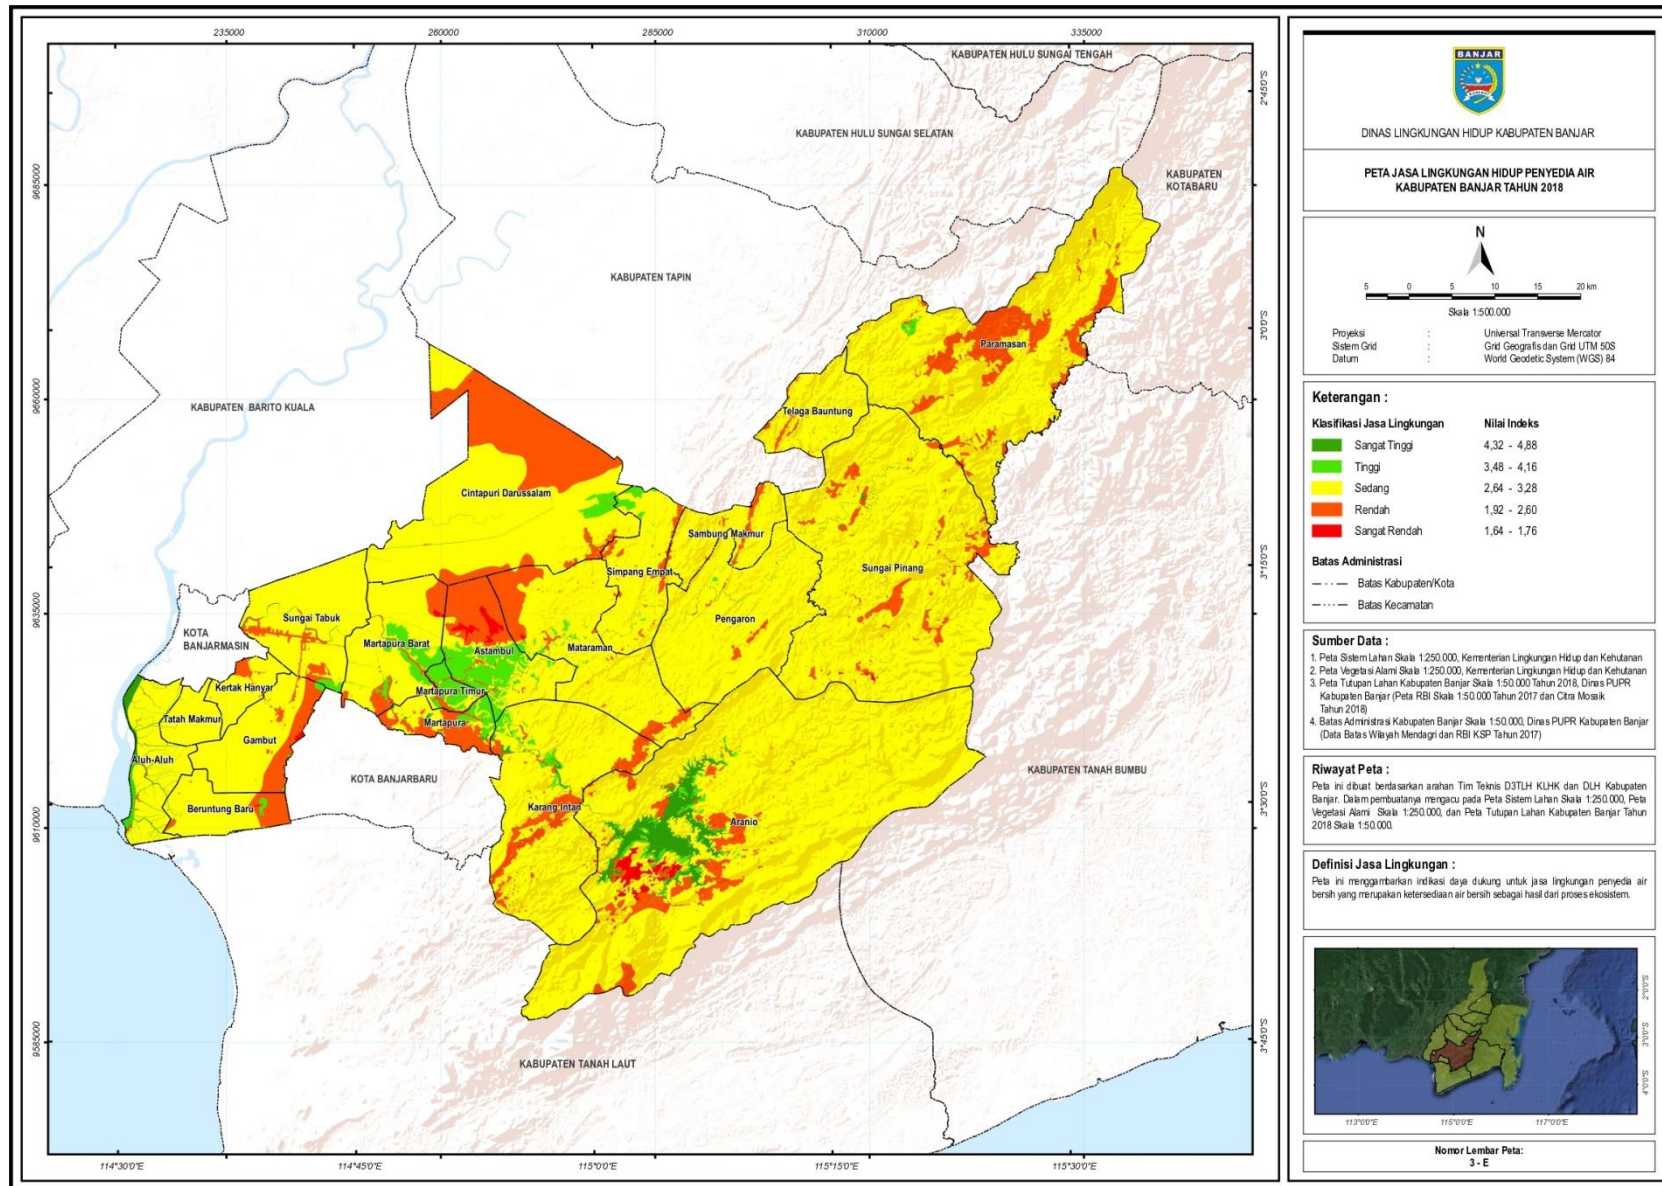 235000 260000 285000 310000 335000
KABUPATEN HULU SUNGAI TENGAH
KABUPATEN HULU SUNGAI SELATAN
KABUPATEN
KOTABARU
KABUPATEN TAPIN
KABUPATEN BARITO KUALA
Paramasan
Telaga Bauntung
Cintapuri Darussalam
Sambung Makmur
Simpang Empat
Sungai Pinang
Sungai Tabuk
Pengaron
KOTA
BANJARMASIN
Martapura Barat
Astambul
Mataraman
Kertak Hanyar
Martapura Timur
Tatah Makmur
Martapura
Gambut
Aluh-Aluh
KOTA BANJARBARU
KABUPATEN TANAH BUMBU
Beruntung Baru
Karang Intan
Aranio
KABUPATEN TANAH LAUT
9685000
9660000
9635000
9610000
9585000
2°45'0"S
3°0'0"S
3°15'0"S
3°30'0"S
3°45'0"S
114°30'0"E 114°45'0"E 115°0'0"E 115°15'0"E 115°30'0"E
BANJAR
DINAS LINGKUNGAN HIDUP KABUPATEN BANJAR
PETA JASA LINGKUNGAN HIDUP PENYEDIA AIR
KABUPATEN BANJAR TAHUN 2018
N
5 0 5 10 15 20 km
Skala 1:500.000
Proyeksi : Universal Transverse Mercator
Sistem Grid : Grid Geografis dan Grid UTM 50S
Datum : World Geodetic System (WGS) 84
Keterangan :
Klasifikasi Jasa Lingkungan Nilai Indeks
Sangat Tinggi 4,32 - 4,88
Tinggi 3,48 - 4,16
Sedang 2,64 - 3,28
Rendah 1,92 - 2,60
Sangat Rendah 1,64 - 1,76
Batas Administrasi
Batas Kabupaten/Kota
Batas Kecamatan
Sumber Data :
1. Peta Sistem Lahan Skala 1:250.000, Kementerian Lingkungan Hidup dan Kehutanan
2. Peta Vegetasi Alami Skala 1:250.000, Kementerian Lingkungan Hidup dan Kehutanan
3. Peta Tutupan Lahan Kabupaten Banjar Skala 1:50.000 Tahun 2018, Dinas PUPR
Kabupaten Banjar (Peta RBI Skala 1:50.000 Tahun 2017 dan Citra Mosaik
Tahun 2018)
4. Batas Administrasi Kabupaten Banjar Skala 1:50.000, Dinas PUPR Kabupaten Banjar
(Data Batas Wilayah Mendagri dan RBI KSP Tahun 2017)
Riwayat Peta :
Peta ini dibuat berdasarkan arahan Tim Teknis D3TLH KLHK dan DLH Kabupaten
Banjar. Dalam pembuatanya mengacu pada Peta Sistem Lahan Skala 1:250.000, Peta
Vegetasi Alami Skala 1:250.000, dan Peta Tutupan Lahan Kabupaten Banjar Tahun
2018 Skala 1:50.000.
Definisi Jasa Lingkungan :
Peta ini menggambarkan indikasi daya dukung untuk jasa lingkungan penyedia air
bersih yang merupakan ketersediaan air bersih sebagai hasil dari proses ekosistem.
2°0'0"S
3°0'0"S
4°0'0"S
113°0'0"E 115°0'0"E 117°0'0"E
Nomor Lembar Peta:
3 - E